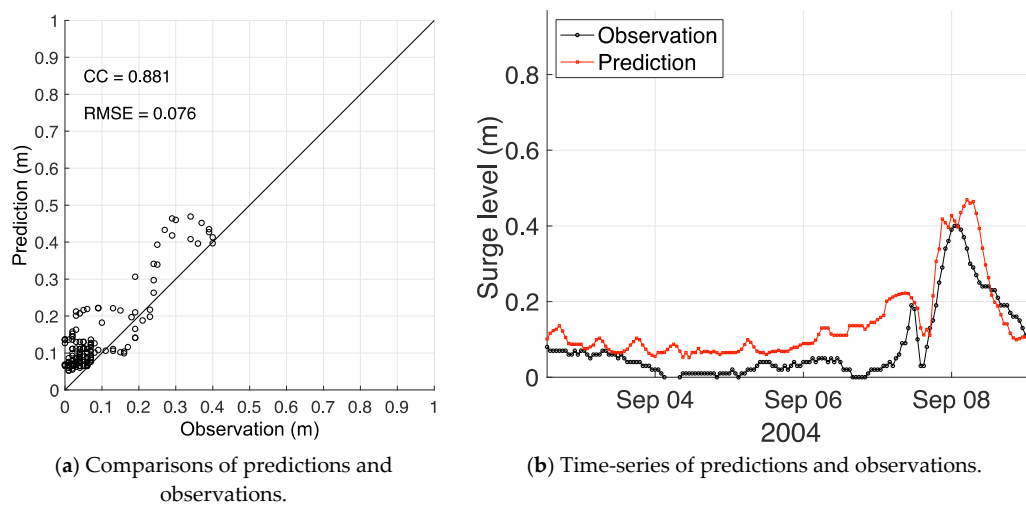 1
0.9
0.8
0.7
0.6
0.5
0.4
0.3
0.2
0.1
0
Prediction (m)
CC = 0.881
RMSE = 0.076
0 0.1 0.2 0.3 0.4 0.5 0.6 0.7 0.8 0.9 1
Observation (m)
(a) Comparisons of predictions and
observations.
Observation
Prediction
0.8
0.6
0.4
0.2
0
Surge level (m)
Sep 04 Sep 06 Sep 08
2004
(b) Time-series of predictions and observations.